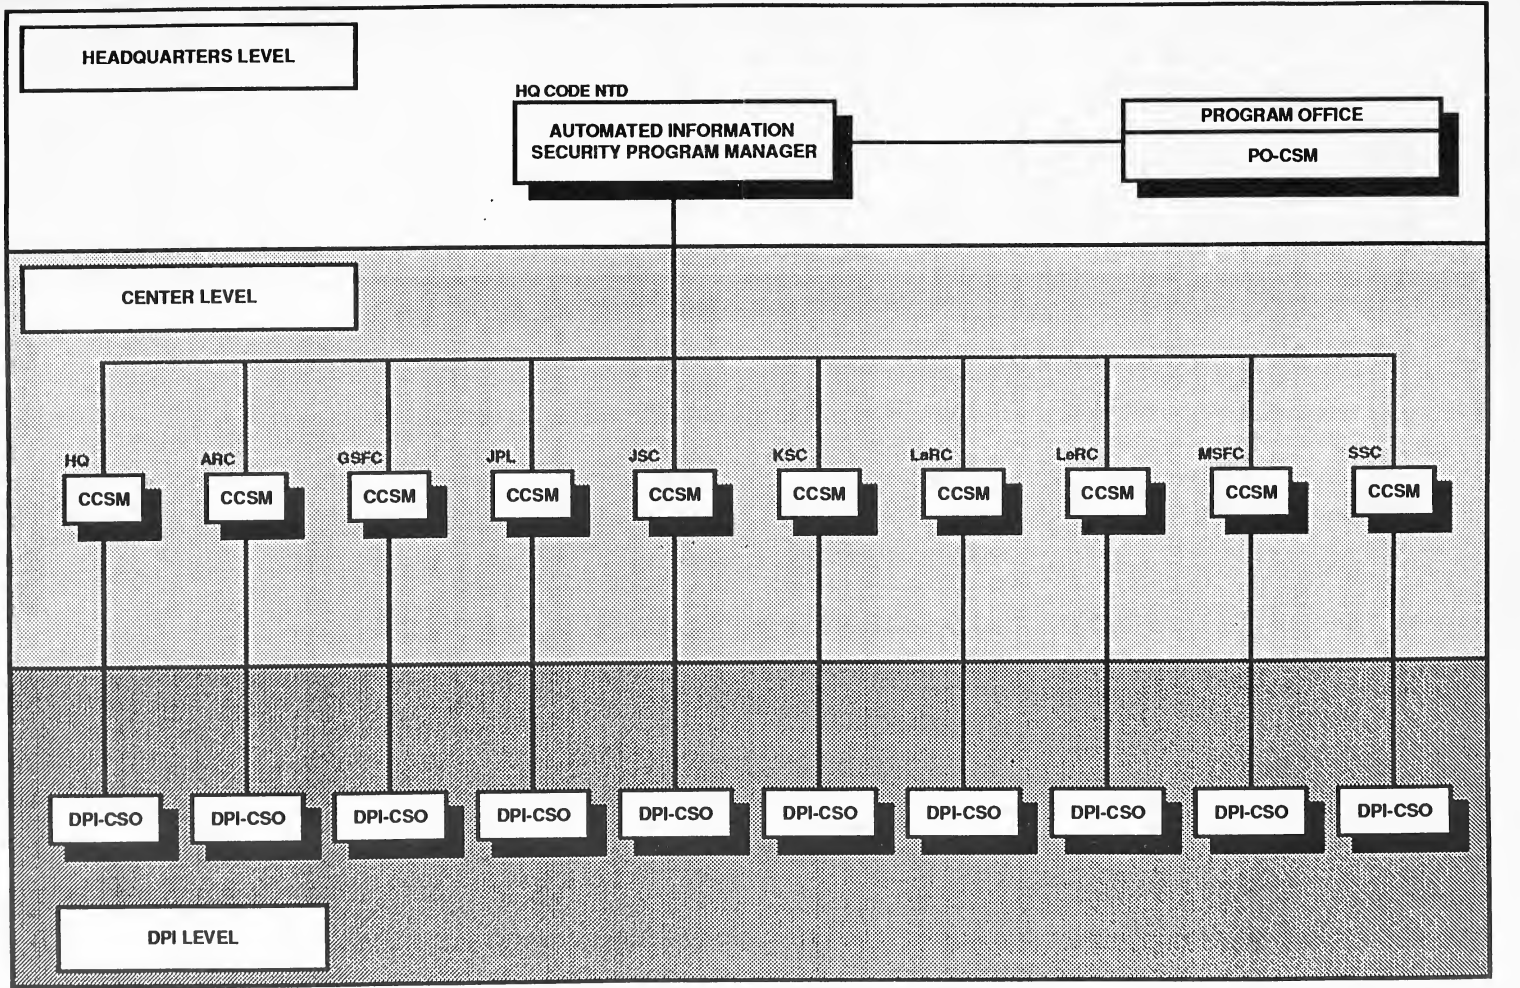 HEADQUARTERS LEVEL
HQ CODE NTD
AUTOMATED INFORMATION
SECURITY PROGRAM MANAGER
PROGRAM OFFICE
PO-CSM
CENTER LEVEL
HQ ARC GSFC JPL JSC KSC LaRC LeRC MSFC SSC
CCSM CCSM CCSM CCSM CCSM CCSM CCSM CCSM CCSM CCSM
DPI-CSO DPI-CSO DPI-CSO DPI-CSO DPI-CSO DPI-CSO DPI-CSO DPI-CSO DPI-CSO DPI-CSO
DPI LEVEL